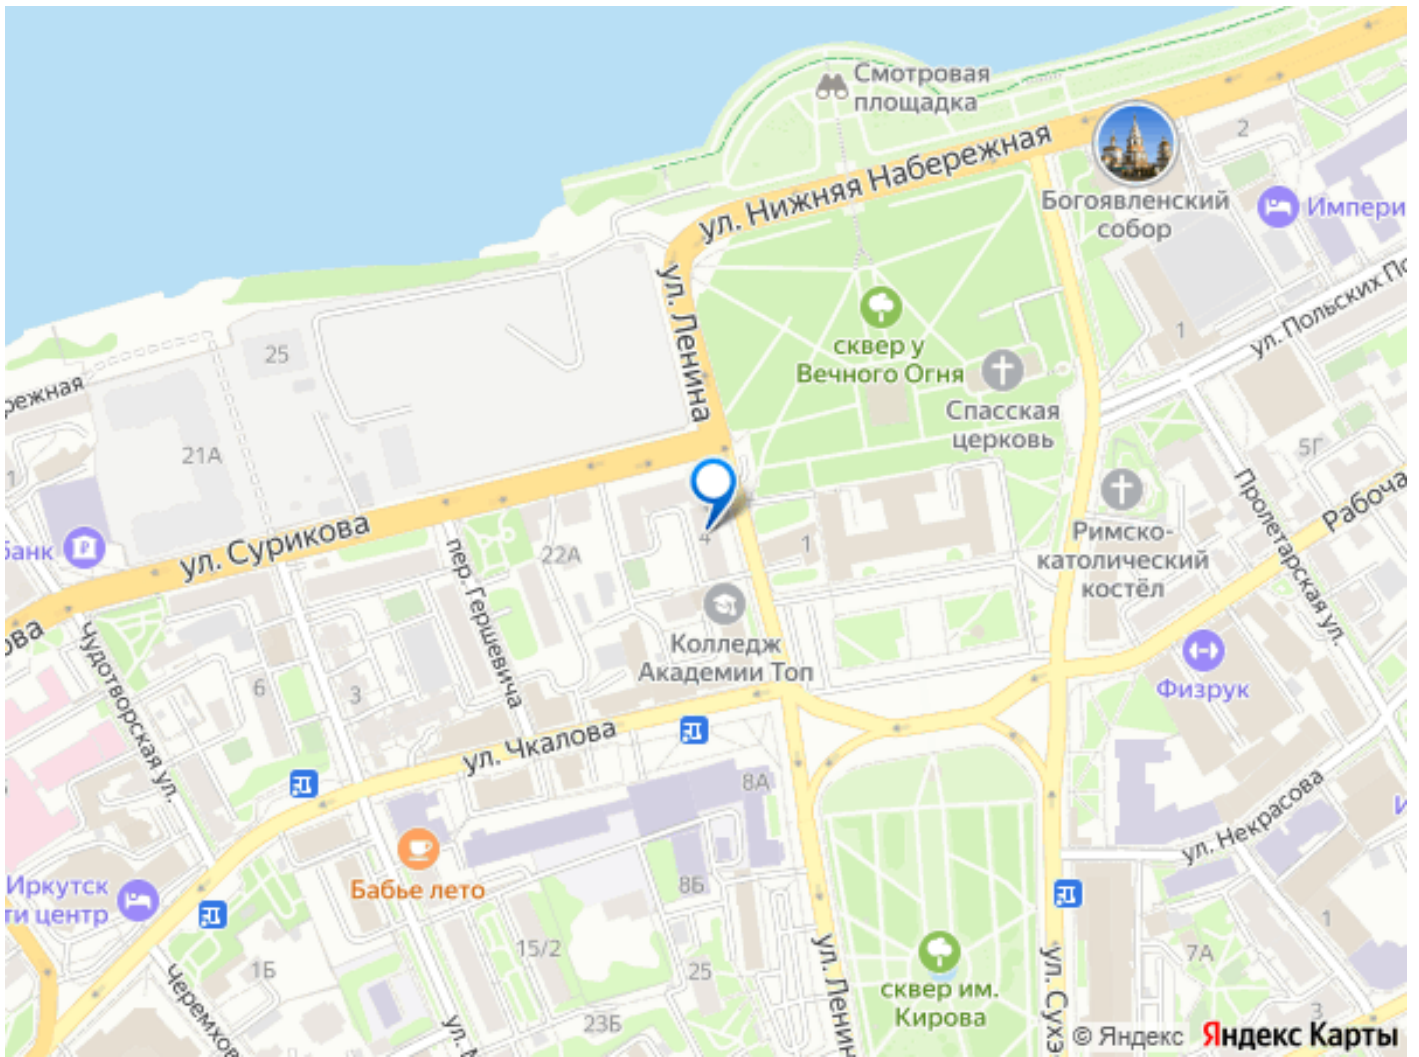 Смотровая
площадка
ул. Нижняя Набережная
2
Богоявленский
собор
Импери
ул. Ленина
сквер у
Вечного Огня
1
ул. Польских По
25
режная
Спасская
церковь
21А
1
5Г
Рабоча
ул. Сурикова
банк
22А
4
1
Римско-
католический
костёл
Пролетарская ул.
пер. Гершевича
ова
Чудотворская ул.
Колледж
Академии Топ
6
3
Физрук
ул. Чкалова
8А
ул. Некрасова
И
Бабье лето
8Б
Иркутск
ти центр
1Б
15/2
25
23Б
Черемхов
ул. Ленин
сквер им.
Кирова
ул. Сухэ
7А
1
3
© Яндекс
Яндекс Карты